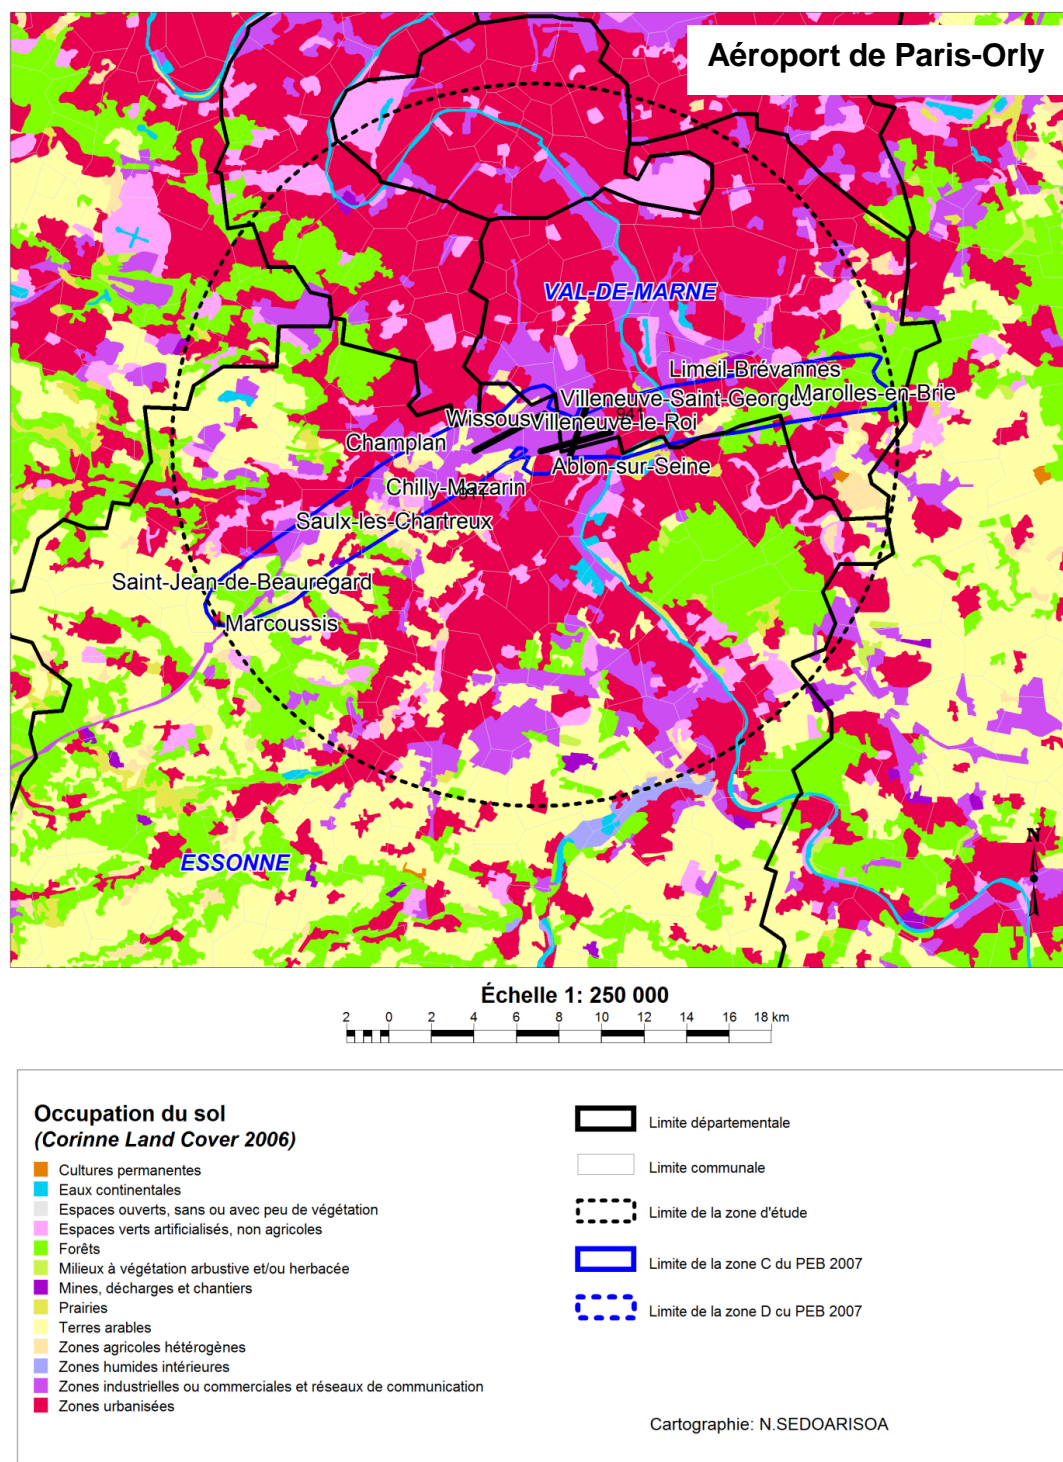 Aéroport de Paris-Orly
VAL-DE-MARNE
Limeil-Brévannes
Marolles-en-Brie
Villeneuve-Saint-George
Wissous
Villeneuve-le-Roi
941
Champlan
Ablon-sur-Seine
Chilly-Mazarin
Saulx-les-Chartreux
Saint-Jean-de-Beauregard
Marcoussis
ESSONNE
N
Échelle 1: 250 000
2 0 2 4 6 8 10 12 14 16 18 km
Occupation du sol
(Corinne Land Cover 2006)
Cultures permanentes
Eaux continentales
Espaces ouverts, sans ou avec peu de végétation
Espaces verts artificialisés, non agricoles
Forêts
Milieux à végétation arbustive et/ou herbacée
Mines, décharges et chantiers
Prairies
Terres arables
Zones agricoles hétérogènes
Zones humides intérieures
Zones industrielles ou commerciales et réseaux de communication
Zones urbanisées
Limite départementale
Limite communale
Limite de la zone d'étude
Limite de la zone C du PEB 2007
Limite de la zone D cu PEB 2007
Cartographie: N.SEDOARISOA